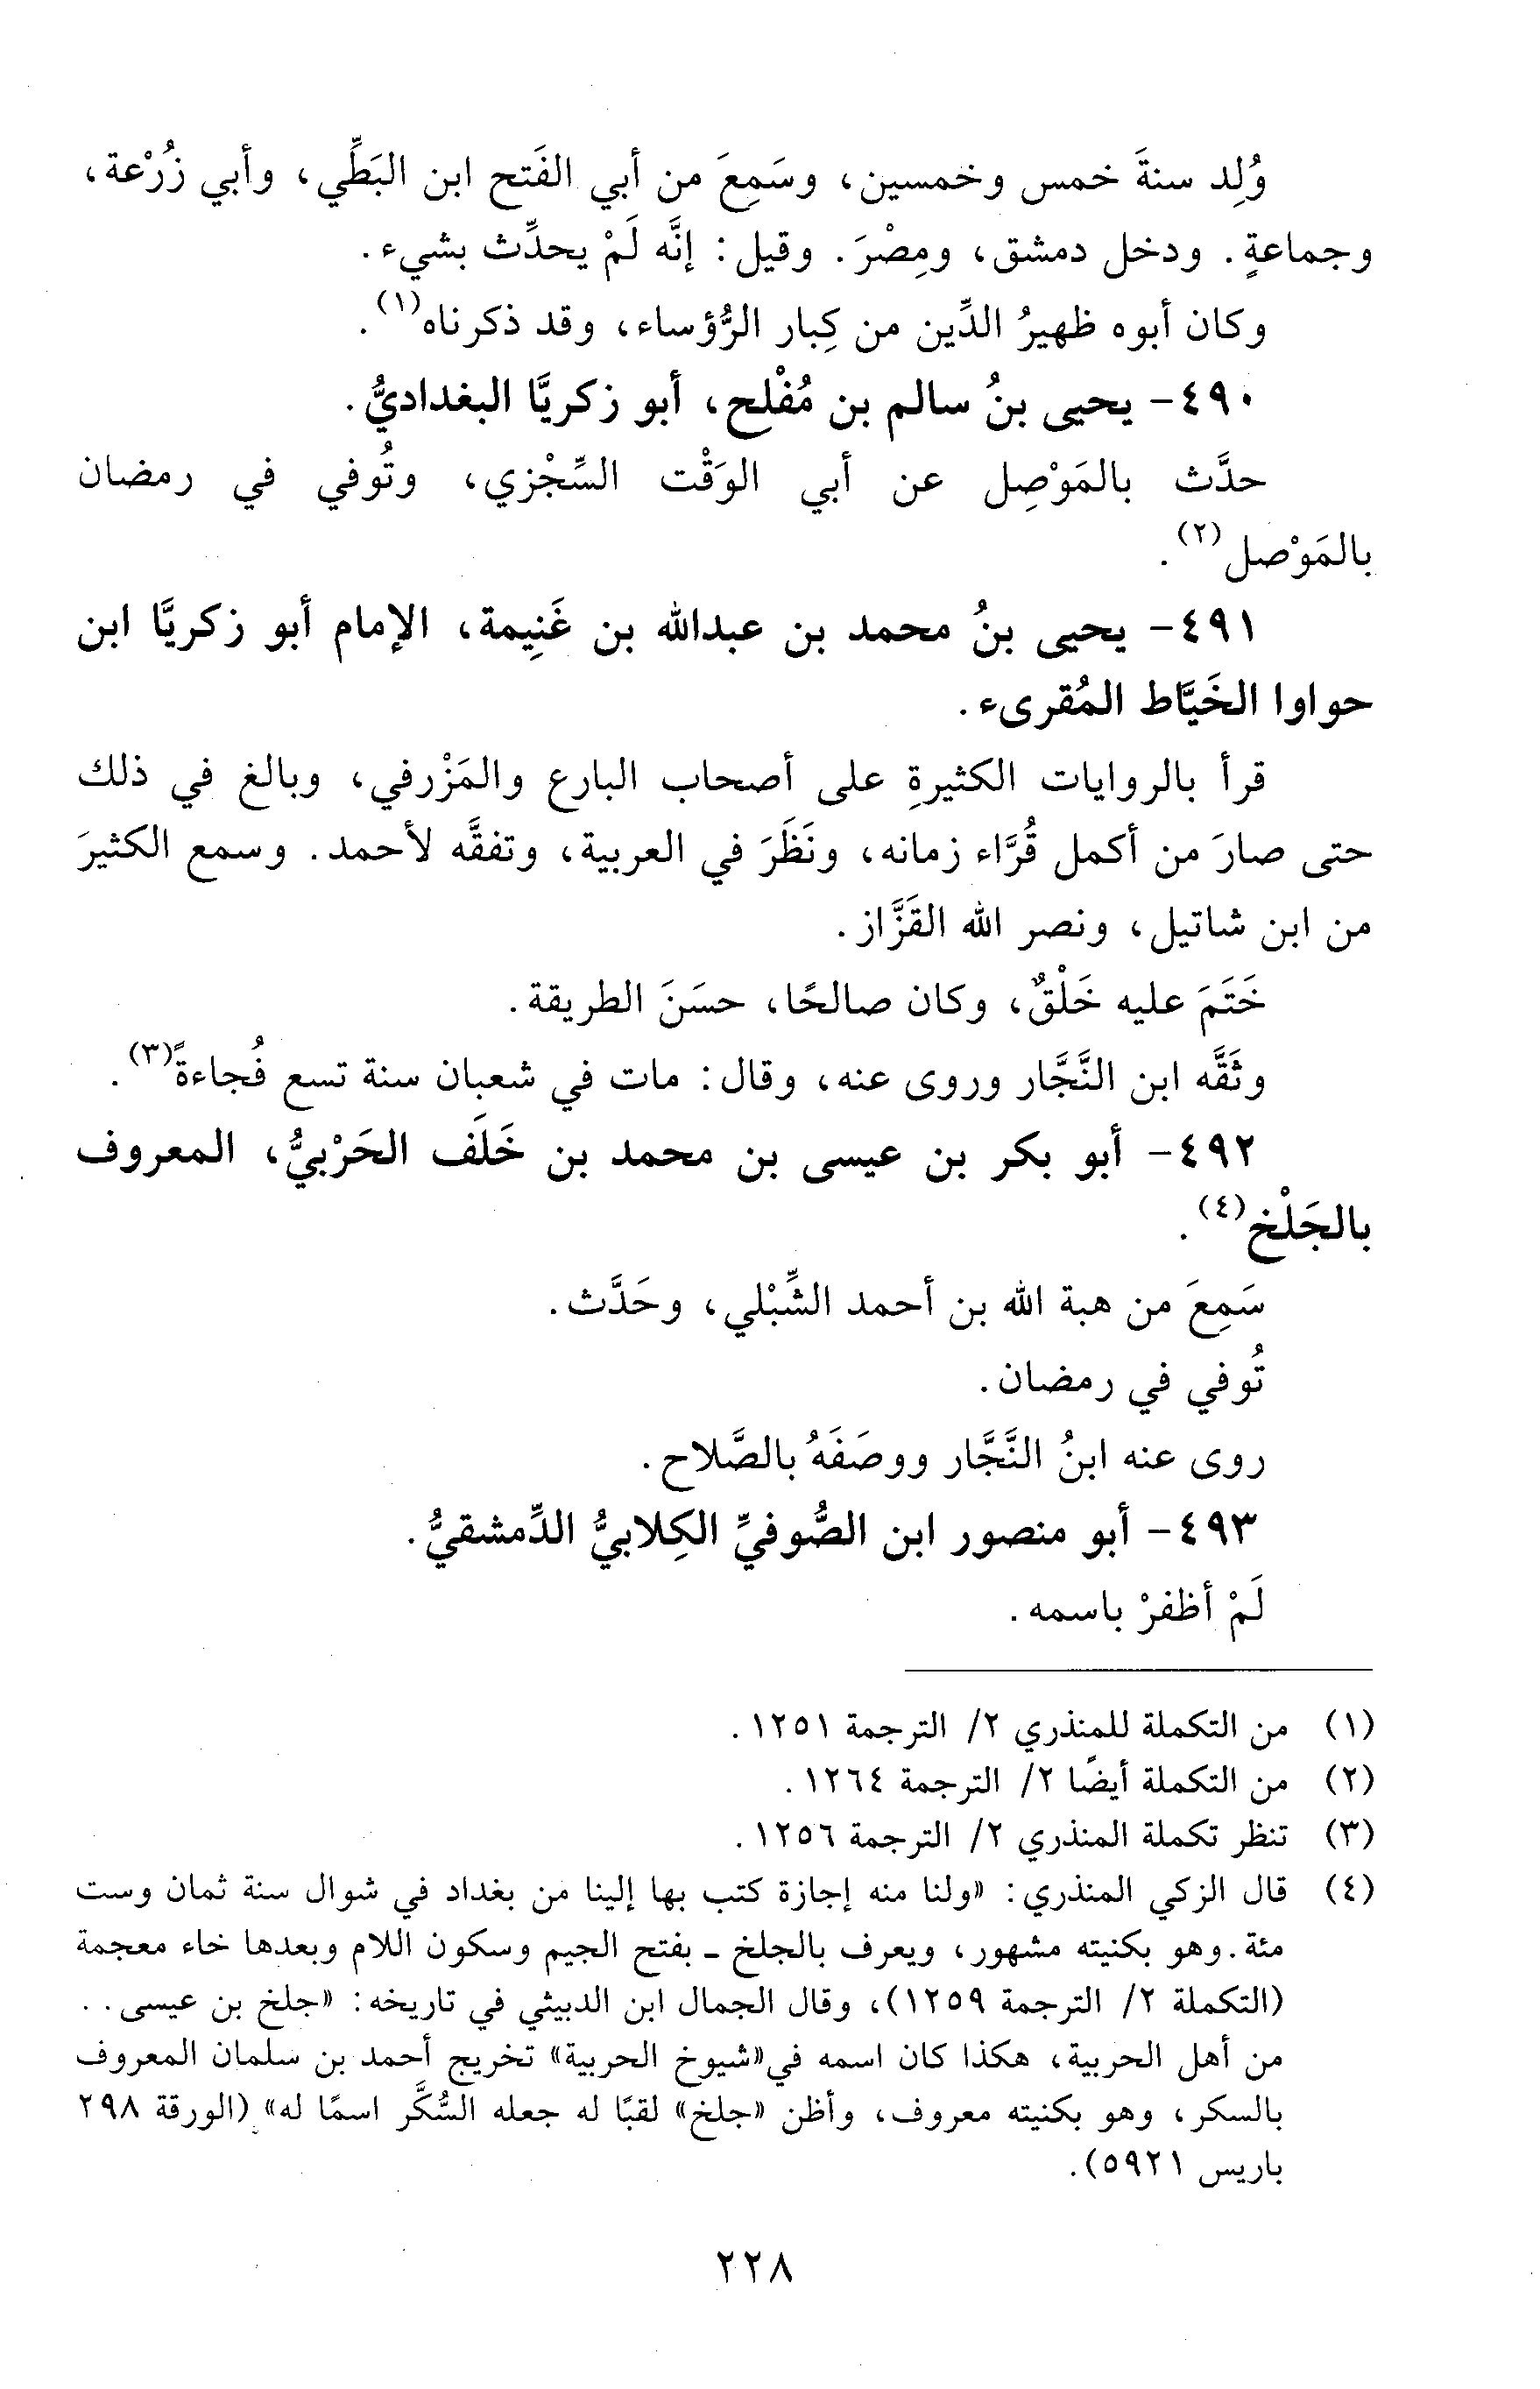 وُلِد سنةَ خمس وخمسين، وسَمِعَ من أبي الفَتح ابن البَطِّي، وأبي زُرْعة،
وجماعةٍ. ودخل دمشق، ومِصْرَ. وقيل: إنَّه لَمْ يحدِّث بشيء.
وكان أبوه ظهيرُ الدِّين من كِبار الرُّؤساء، وقد ذكرناه(١).
٤٩٠- يحيى بنُ سالم بن مُفْلح، أبو زكريَّا البغداديُّ.
حدَّث بالمَوْصِل عن أبي الوَقْت السِّجْزي، وتُوفي في رمضان
بالمَوْصل(٢).
٤٩١- يحيى بنُ محمد بن عبدالله بن غَنِيمة، الإمام أبو زكريَّا ابن
حواوا الخَيَّاط المُقرىء.
قرأ بالروايات الكثيرةِ على أصحاب البارع والمَزْرفي، وبالغ في ذلك
حتى صارَ من أكمل قُرَّاء زمانه، ونَظَرَ في العربية، وتفقَّه لأحمد. وسمع الكثيرَ
من ابن شاتيل، ونصر الله القَزَّاز.
خَتَمَ عليه خَلْقٌ، وكان صالحًا، حسَنَ الطريقة.
وثَقَّه ابن النَّجَّار وروى عنه، وقال: مات في شعبان سنة تسع فُجاءةً(٣).
٤٩٢- أبو بكر بن عيسى بن محمد بن خَلَف الحَرْبيُّ، المعروف
بالجَلْخ(٤).
سَمِعَ من هبة الله بن أحمد الشِّبْلي، وحَدَّث.
تُوفي في رمضان.
روى عنه ابنُ النَّجَّار ووصَفَهُ بالصَّلاح.
٤٩٣- أبو منصور ابن الصُّوفيِّ الكِلابيُّ الدِّمشقيُّ.
لَمْ أظفرْ باسمه.
(١) من التكملة للمنذري ٢/ الترجمة ١٢٥١.
(٢) من التكملة أيضًا ٢/ الترجمة ١٢٦٤.
(٣) تنظر تكملة المنذري ٢/ الترجمة ١٢٥٦.
(٤) قال الزكي المنذري: «ولنا منه إجازة كتب بها إلينا من بغداد في شوال سنة ثمان وست
مئة. وهو بكنيته مشهور، ويعرف بالجلخ - بفتح الجيم وسكون اللام وبعدها خاء معجمة
(التكملة ٢/ الترجمة ١٢٥٩)، وقال الجمال ابن الدبيثي في تاريخه: «جلخ بن عيسى..
من أهل الحربية، هكذا كان اسمه في«شيوخ الحربية» تخريج أحمد بن سلمان المعروف
بالسكر، وهو بكنيته معروف، وأظن «جلخ» لقبًا له جعله السُّكَّر اسمًا له» (الورقة ٢٩٨
باريس ٥٩٢١).
٢٢٨